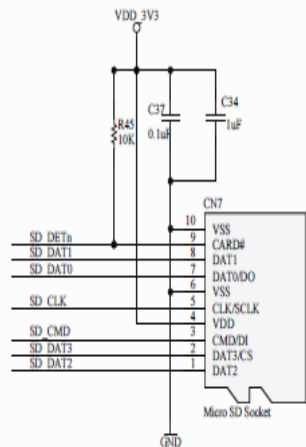 VDD_3V3
C34
1uF
C37
0.1uF
R45
10K
CN7
10 VSS
SD_DETn 9 CARD#
SD_DAT1 8 DAT1
SD_DAT0 7 DAT0/DO
6 VSS
SD_CLK 5 CLK/SCLK
4 VDD
SD_CMD 3 CMD/DI
SD_DAT3 2 DAT3/CS
SD_DAT2 1 DAT2
Micro SD Socket
GND